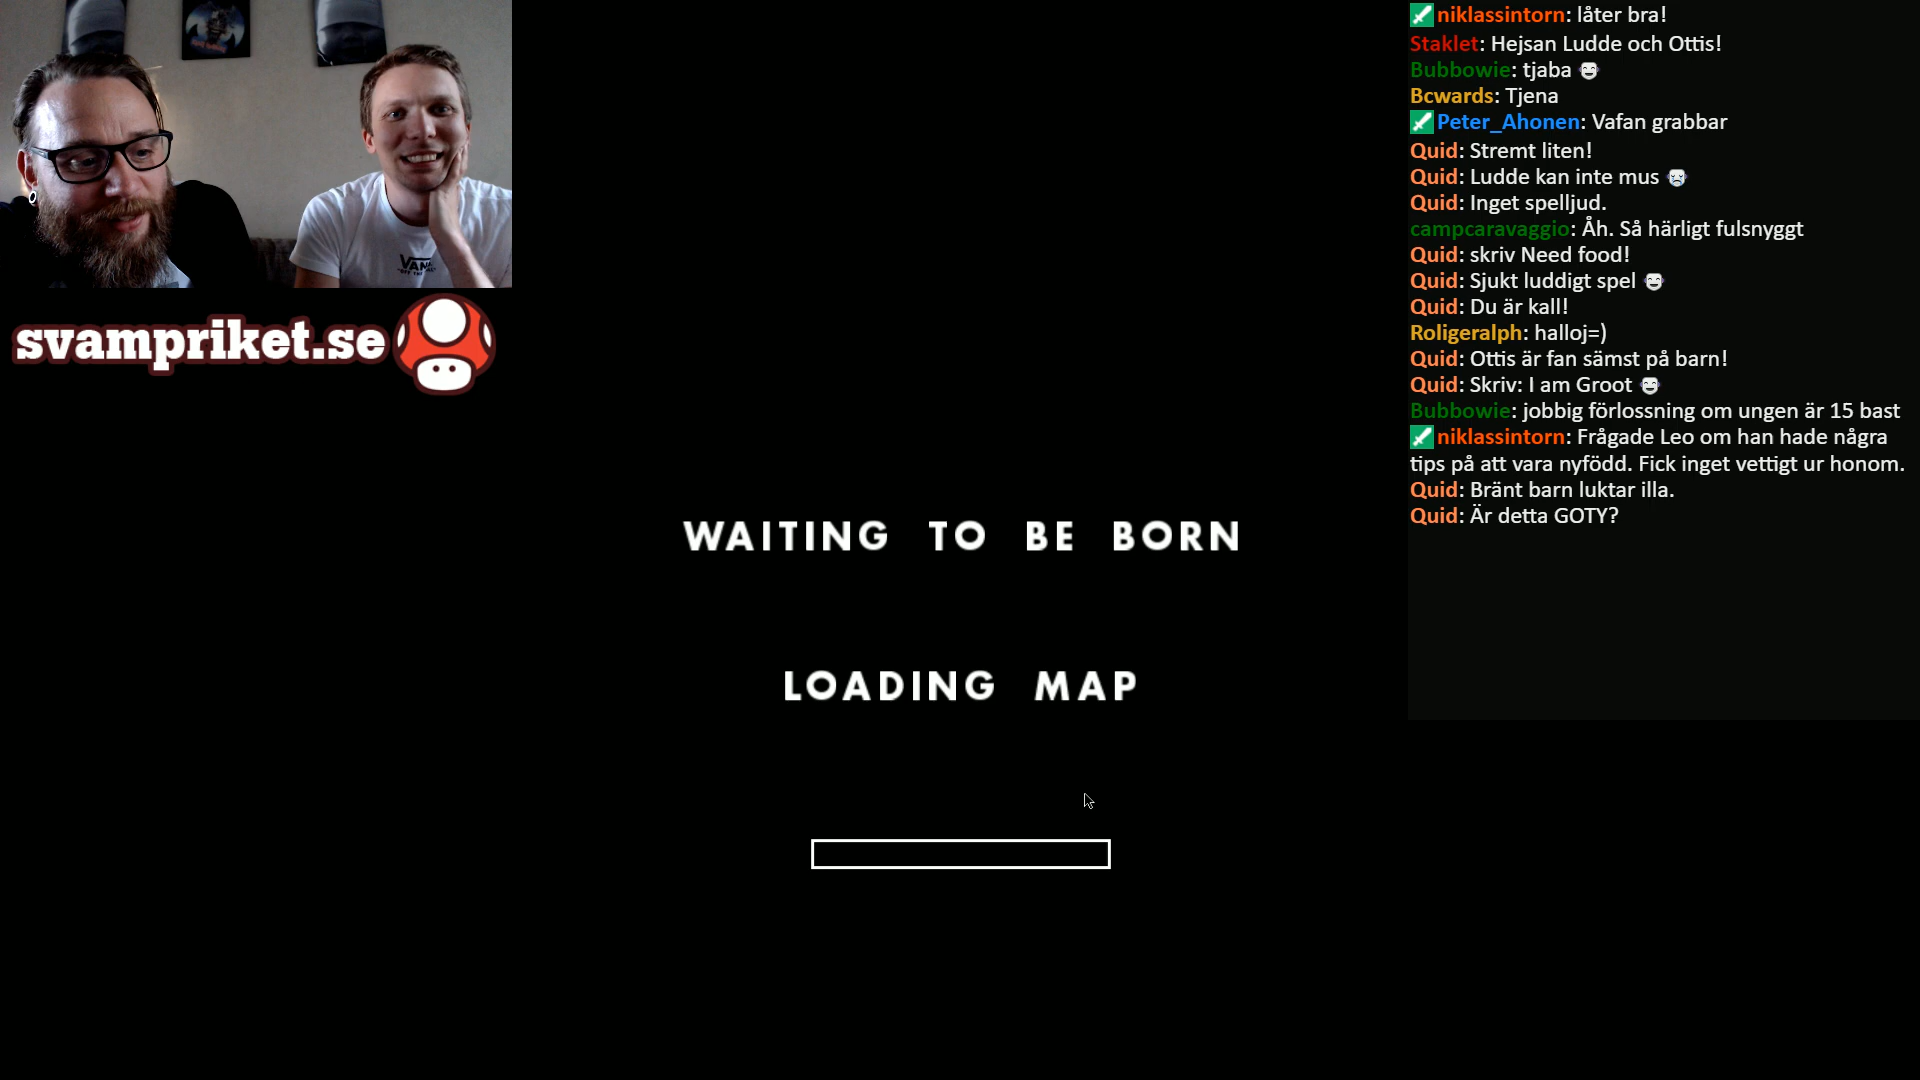 svampriket.se
VANS
"OFF THE WALL"
WAITING TO BE BORN
LOADING MAP
niklassintorn: låter bra!
Staklet: Hejsan Ludde och Ottis!
Bubbowie: tjaba
Bcwards: Tjena
Peter_Ahonen: Vafan grabbar
Quid: Stremt liten!
Quid: Ludde kan inte mus
Quid: Inget spelljud.
campcaravaggio: Åh. Så härligt fulsnyggt
Quid: skriv Need food!
Quid: Sjukt luddigt spel
Quid: Du är kall!
Roligeralph: halloj=)
Quid: Ottis är fan sämst på barn!
Quid: Skriv: I am Groot
Bubbowie: jobbig förlossning om ungen är 15 bast
niklassintorn: Frågade Leo om han hade några
tips på att vara nyfödd. Fick inget vettigt ur honom.
Quid: Bränt barn luktar illa.
Quid: Är detta GOTY?